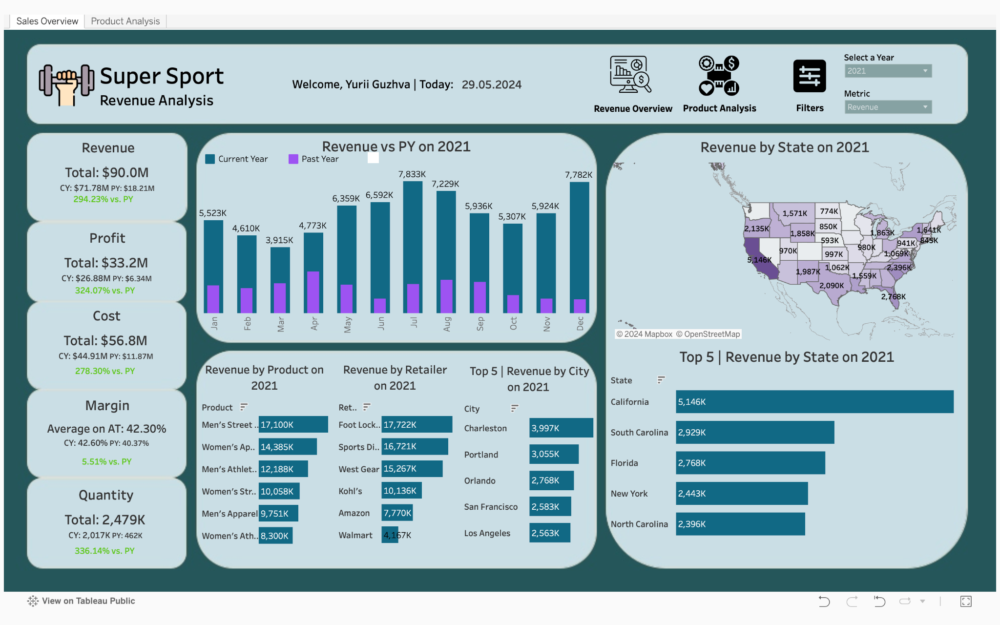 Sales Overview
Product Analysis
Super Sport
Revenue Analysis
Welcome, Yurii Guzhva | Today: 29.05.2024
Revenue Overview
Product Analysis
Filters
Select a Year
2021
Metric
Revenue
Revenue
Total: $90.0M
CY: $71.78M PY: $18.21M
294.23% vs. PY
Profit
Total: $33.2M
CY: $26.88M PY: $6.34M
324.07% vs. PY
Cost
Total: $56.8M
CY: $44.91M PY: $11.87M
278.30% vs. PY
Margin
Average on AT: 42.30%
CY: 42.60% PY: 40.37%
5.51% vs. PY
Quantity
Total: 2,479K
CY: 2,017K PY: 462K
336.14% vs. PY
Revenue vs PY on 2021
Current Year
Past Year
5,523K
4,610K
3,915K
4,773K
6,359K
6,592K
7,833K
7,229K
5,936K
5,307K
5,924K
7,782K
Jan
Feb
Mar
Apr
May
Jun
Jul
Aug
Sep
Oct
Nov
Dec
Revenue by Product on
2021
Product
Men's Street ..
17,100K
Women's Ap..
14,385K
Men's Athlet..
12,188K
Women's Str..
10,058K
Men's Apparel
9,751K
Women's Ath..
8,300K
Revenue by Retailer
on 2021
Ret..
Foot Lock..
17,722K
Sports Di..
16,721K
West Gear
15,267K
Kohl's
10,136K
Amazon
7,770K
Walmart
4,167K
Top 5 | Revenue by City
on 2021
City
Charleston
3,997K
Portland
3,055K
Orlando
2,768K
San Francisco
2,583K
Los Angeles
2,563K
Revenue by State on 2021
1,571K
774K
2,135K
1,858K
850K
1,863K
1,641K
593K
941K
845K
970K
980K
5,146K
997K
1,069K
1,987K
1,062K
2,396K
1,559K
2,090K
2,768K
© 2024 Mapbox © OpenStreetMap
Top 5 | Revenue by State on 2021
State
California
5,146K
South Carolina
2,929K
Florida
2,768K
New York
2,443K
North Carolina
2,396K
View on Tableau Public